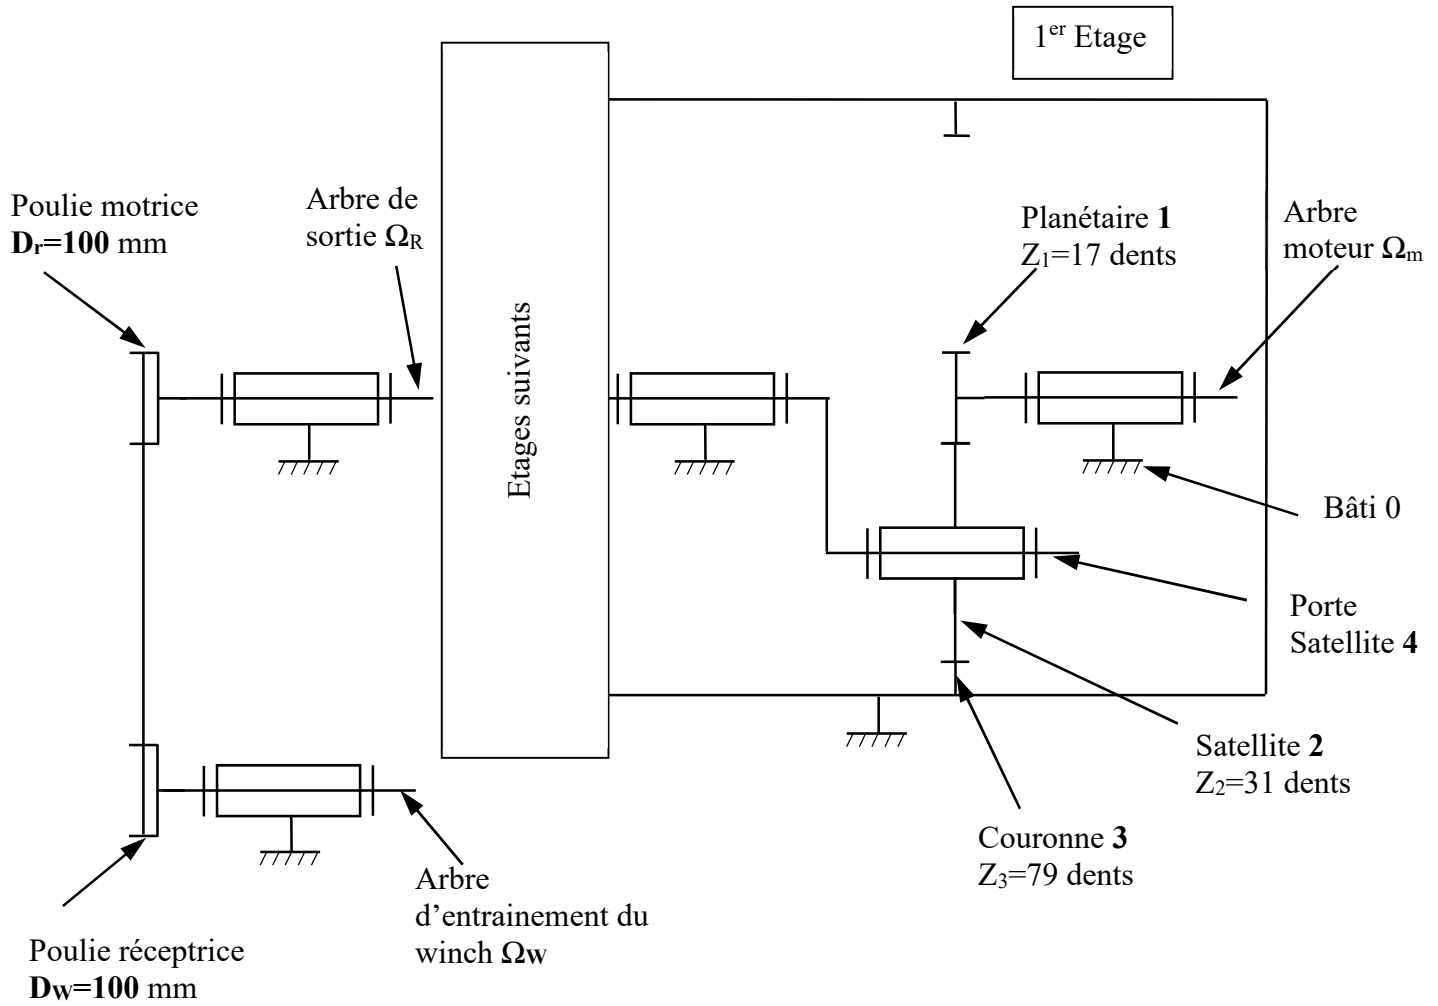 1er Etage
Poulie motrice
Dr=100 mm
Arbre de
sortie ΩR
Etages suivants
Planétaire 1
Z1=17 dents
Arbre
moteur Ωm
Bâti 0
Porte
Satellite 4
Satellite 2
Z2=31 dents
Couronne 3
Z3=79 dents
Arbre
d’entrainement du
winch Ωw
Poulie réceptrice
Dw=100 mm